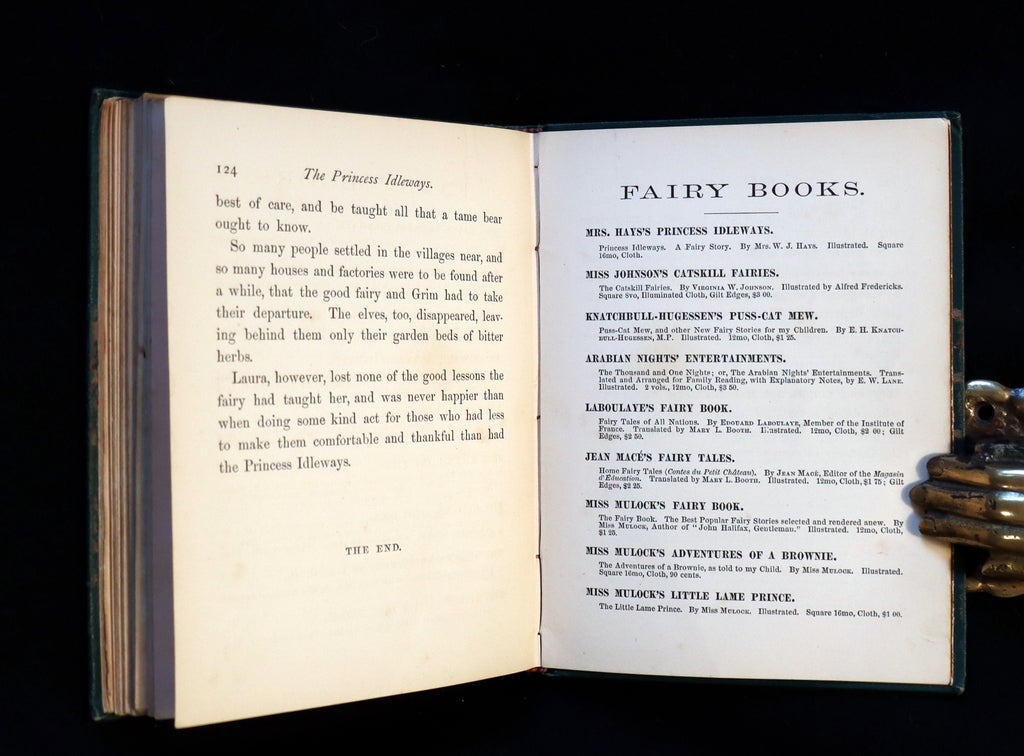 124
The Princess Idleways.
best of care, and be taught all that a tame bear
ought to know.
So many people settled in the villages near, and
so many houses and factories were to be found after
a while, that the good fairy and Grim had to take
their departure. The elves, too, disappeared, leav-
ing behind them only their garden beds of bitter
herbs.
Laura, however, lost none of the good lessons the
fairy had taught her, and was never happier than
when doing some kind act for those who had less
to make them comfortable and thankful than had
the Princess Idleways.
THE END.
FAIRY BOOKS.
MRS. HAYS'S PRINCESS IDLEWAYS.
Princess Idleways. A Fairy Story. By Mrs. W. J. HAYS. Illustrated. Square
16mo, Cloth.
MISS JOHNSON'S CATSKILL FAIRIES.
The Catskill Fairies. By VIRGINIA W. JOHNSON. Illustrated by Alfred Fredericks.
Square 8vo, Illuminated Cloth, Gilt Edges, $3 00.
KNATCHBULL-HUGESSEN'S PUSS-CAT MEW.
Puss-Cat Mew, and other New Fairy Stories for my Children. By E. H. KNATCH-
BULL-HUGESSEN, M.P. Illustrated. 12mo, Cloth, $1 25.
ARABIAN NIGHTS' ENTERTAINMENTS.
The Thousand and One Nights; or, The Arabian Nights' Entertainments. Trans-
lated and Arranged for Family Reading, with Explanatory Notes, by E. W. LANE.
Illustrated. 2 vols., 12mo, Cloth, $3 50.
LABOULAYE'S FAIRY BOOK.
Fairy Tales of All Nations. By EDOUARD LABOULAYE, Member of the Institute of
France. Translated by MARY L. BOOTH. Illustrated. 12mo, Cloth, $2 00; Gilt
Edges, $2 50.
JEAN MACÉ'S FAIRY TALES.
Home Fairy Tales (Contes du Petit Château). By JEAN MACÉ, Editor of the Magasin
d'Education. Translated by MARY L. BOOTH. Illustrated. 12mo, Cloth, $1 75; Gilt
Edges, $2 25.
MISS MULOCK'S FAIRY BOOK.
The Fairy Book. The Best Popular Fairy Stories selected and rendered anew. By
Miss MULOCK, Author of "John Halifax, Gentleman." Illustrated. 12mo, Cloth,
$1 25.
MISS MULOCK'S ADVENTURES OF A BROWNIE.
The Adventures of a Brownie, as told to my Child. By Miss MULOCK. Illustrated.
Square 16mo, Cloth, 90 cents.
MISS MULOCK'S LITTLE LAME PRINCE.
The Little Lame Prince. By Miss MULOCK. Illustrated. Square 16mo, Cloth, $1 00.